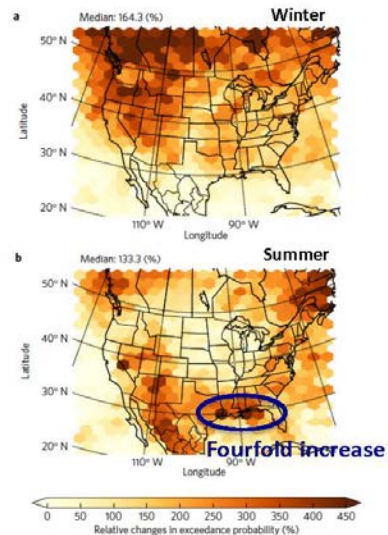 a Median: 164.3 (%) Winter
50° N
40° N
30° N
20° N
Latitude
110° W 90° W
Longitude
b Median: 133.3 (%) Summer
50° N
40° N
30° N
20° N
Latitude
Fourfold increase
110° W 90° W
Longitude
0 50 100 150 200 250 300 350 400 450
Relative changes in exceedance probability (%)